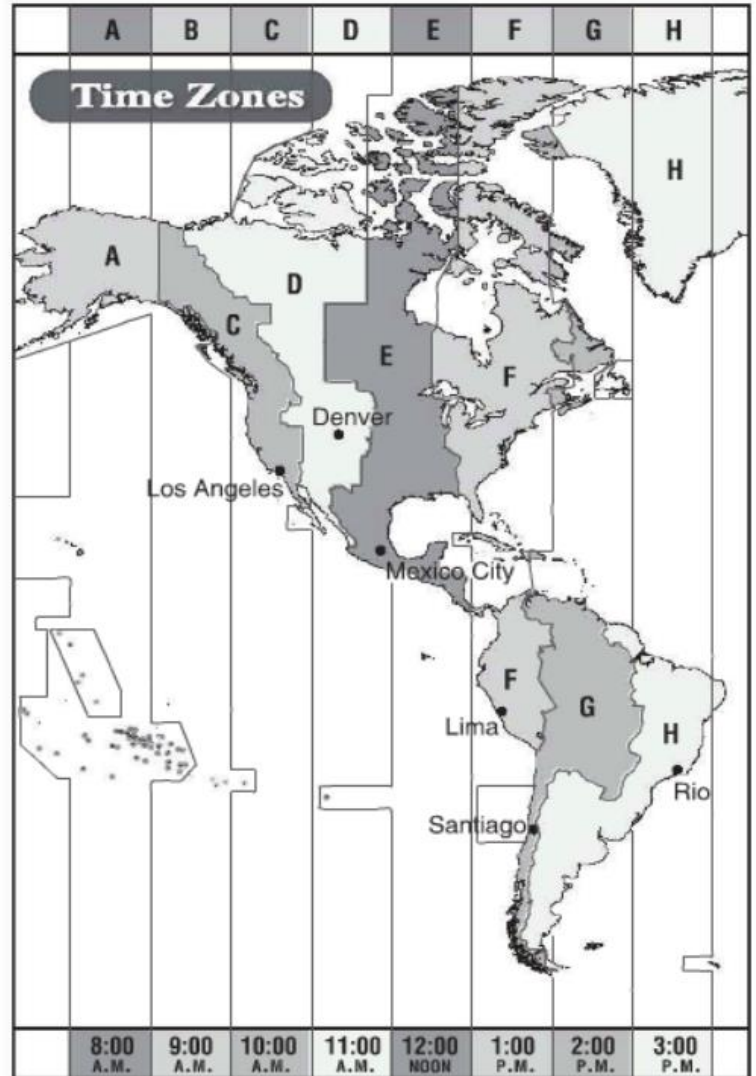 A B C D E F G H
Time Zones
H
A
D
C
E
F
Denver
Los Angeles
Mexico City
F
G
Lima
H
Rio
Santiago
8:00 9:00 10:00 11:00 12:00 1:00 2:00 3:00
A.M. A.M. A.M. A.M. NOON P.M. P.M. P.M.